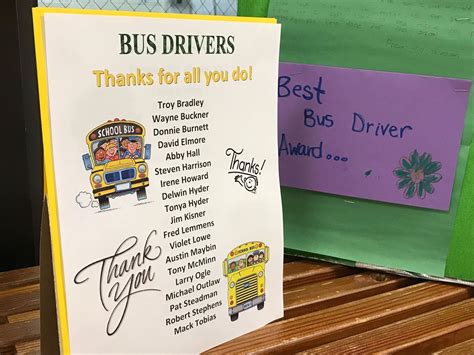 BUS DRIVERS
Thanks for all you do!
Troy Bradley
Wayne Buckner
Donnie Burnett
David Elmore
Abby Hall
Steven Harrison
Irene Howard
Delwin Hyder
Tonya Hyder
Jim Kisner
Fred Lemmens
Violet Lowe
Austin Maybin
Tony McMinn
Larry Ogle
Michael Outlaw
Pat Steadman
Robert Stephens
Mack Tobias
SCHOOL BUS
Thanks!
Thank
You
Best
Bus Driver
Award...